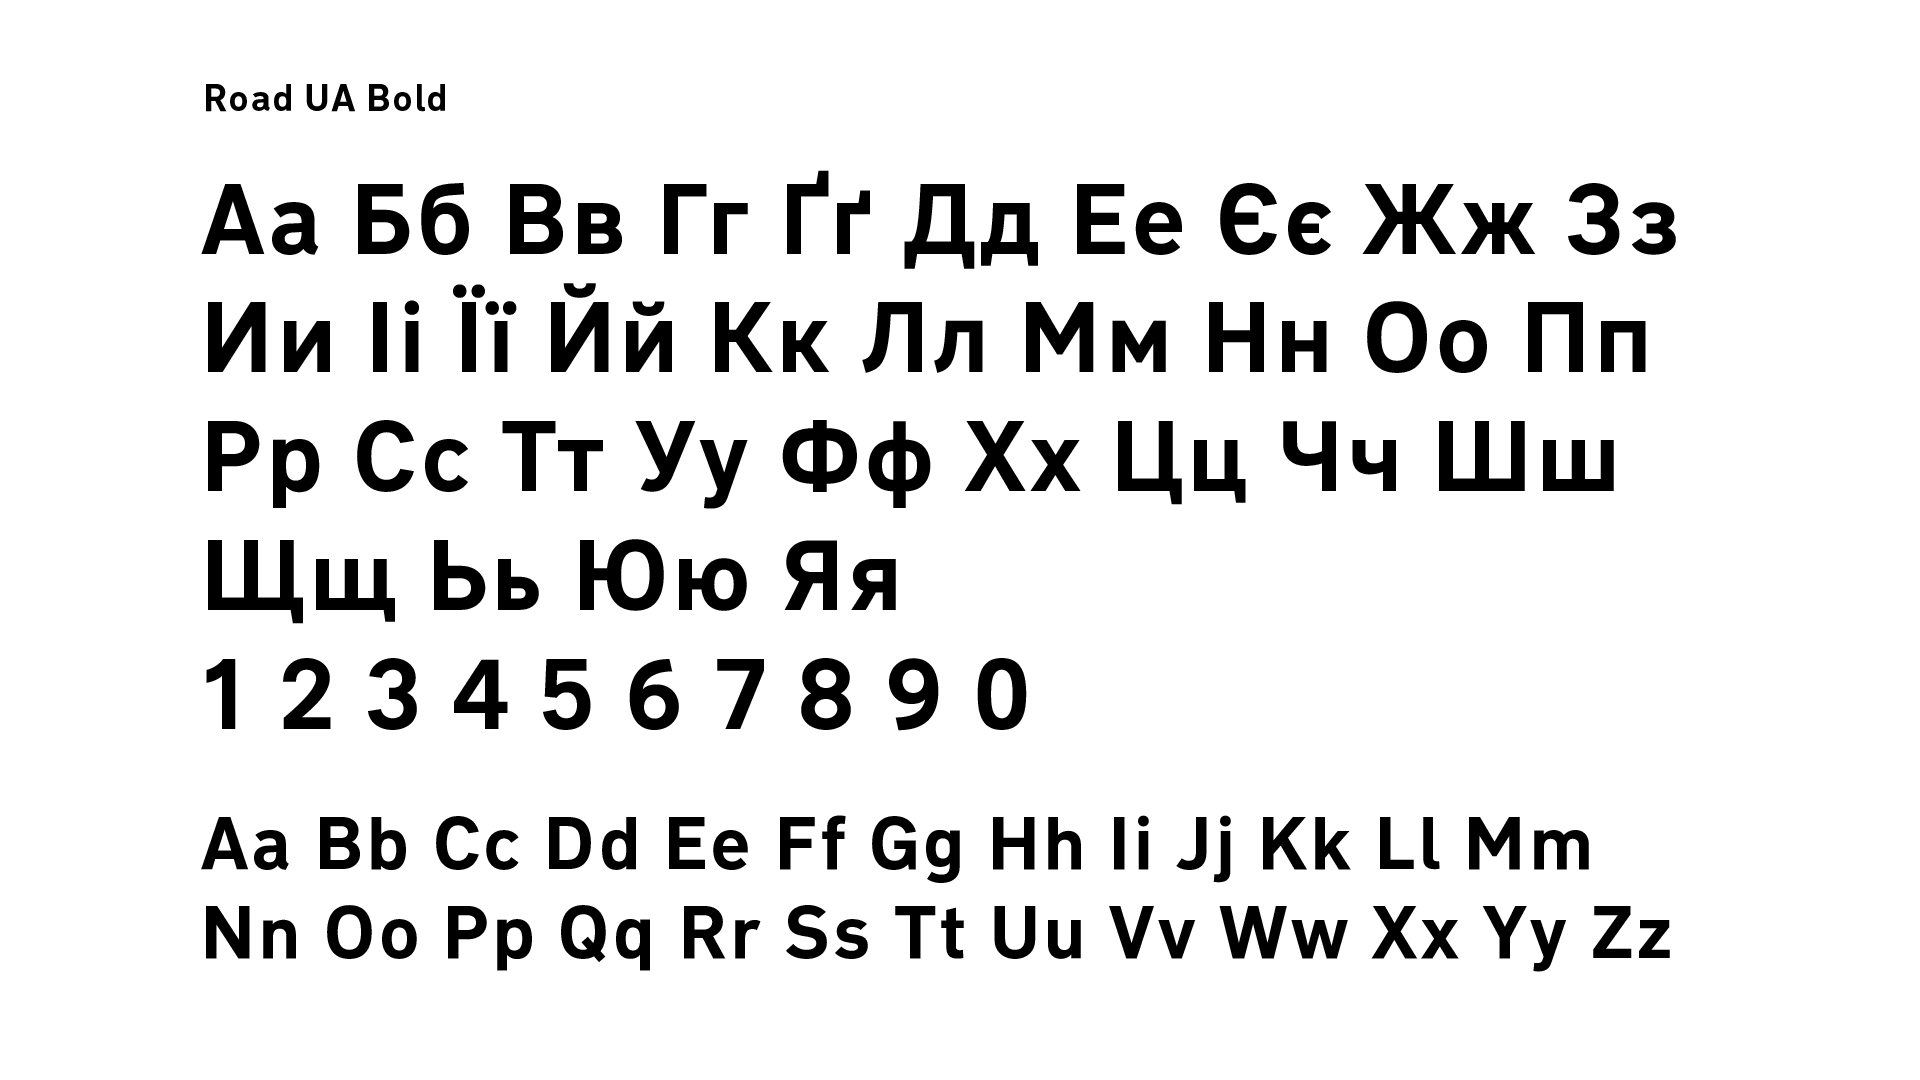 Road UA Bold
Аа Бб Вв Гг Ґґ Дд Ее Єє Жж Зз
Ии Іі Її Йй Кк Лл Мм Нн Оо Пп
Рр Сс Тт Уу Фф Хх Цц Чч Шш
Щщ Ьь Юю Яя
1 2 3 4 5 6 7 8 9 0
Aa Bb Cc Dd Ee Ff Gg Hh Ii Jj Kk Ll Mm
Nn Oo Pp Qq Rr Ss Tt Uu Vv Ww Xx Yy Zz